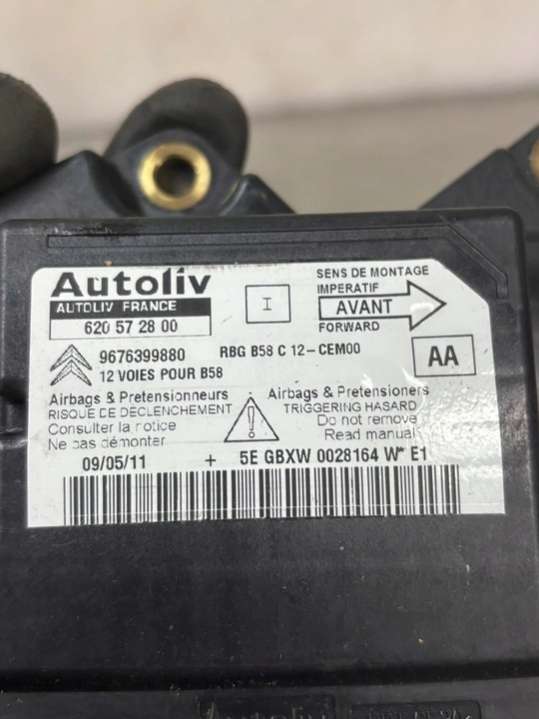 Autoliv
AUTOLIV FRANCE
620 57 28 00
I
SENS DE MONTAGE
IMPERATIF
AVANT
FORWARD
9676399880 RBG B58 C 12-CEM00
12 VOIES POUR B58
AA
Airbags & Pretensionneurs
RISQUE DE DECLENCHEMENT
Consulter la notice
Ne pas démonter
Airbags & Pretensioners
TRIGGERING HASARD
Do not remove
Read manual
09/05/11 + 5E GBXW 0028164 W* E1